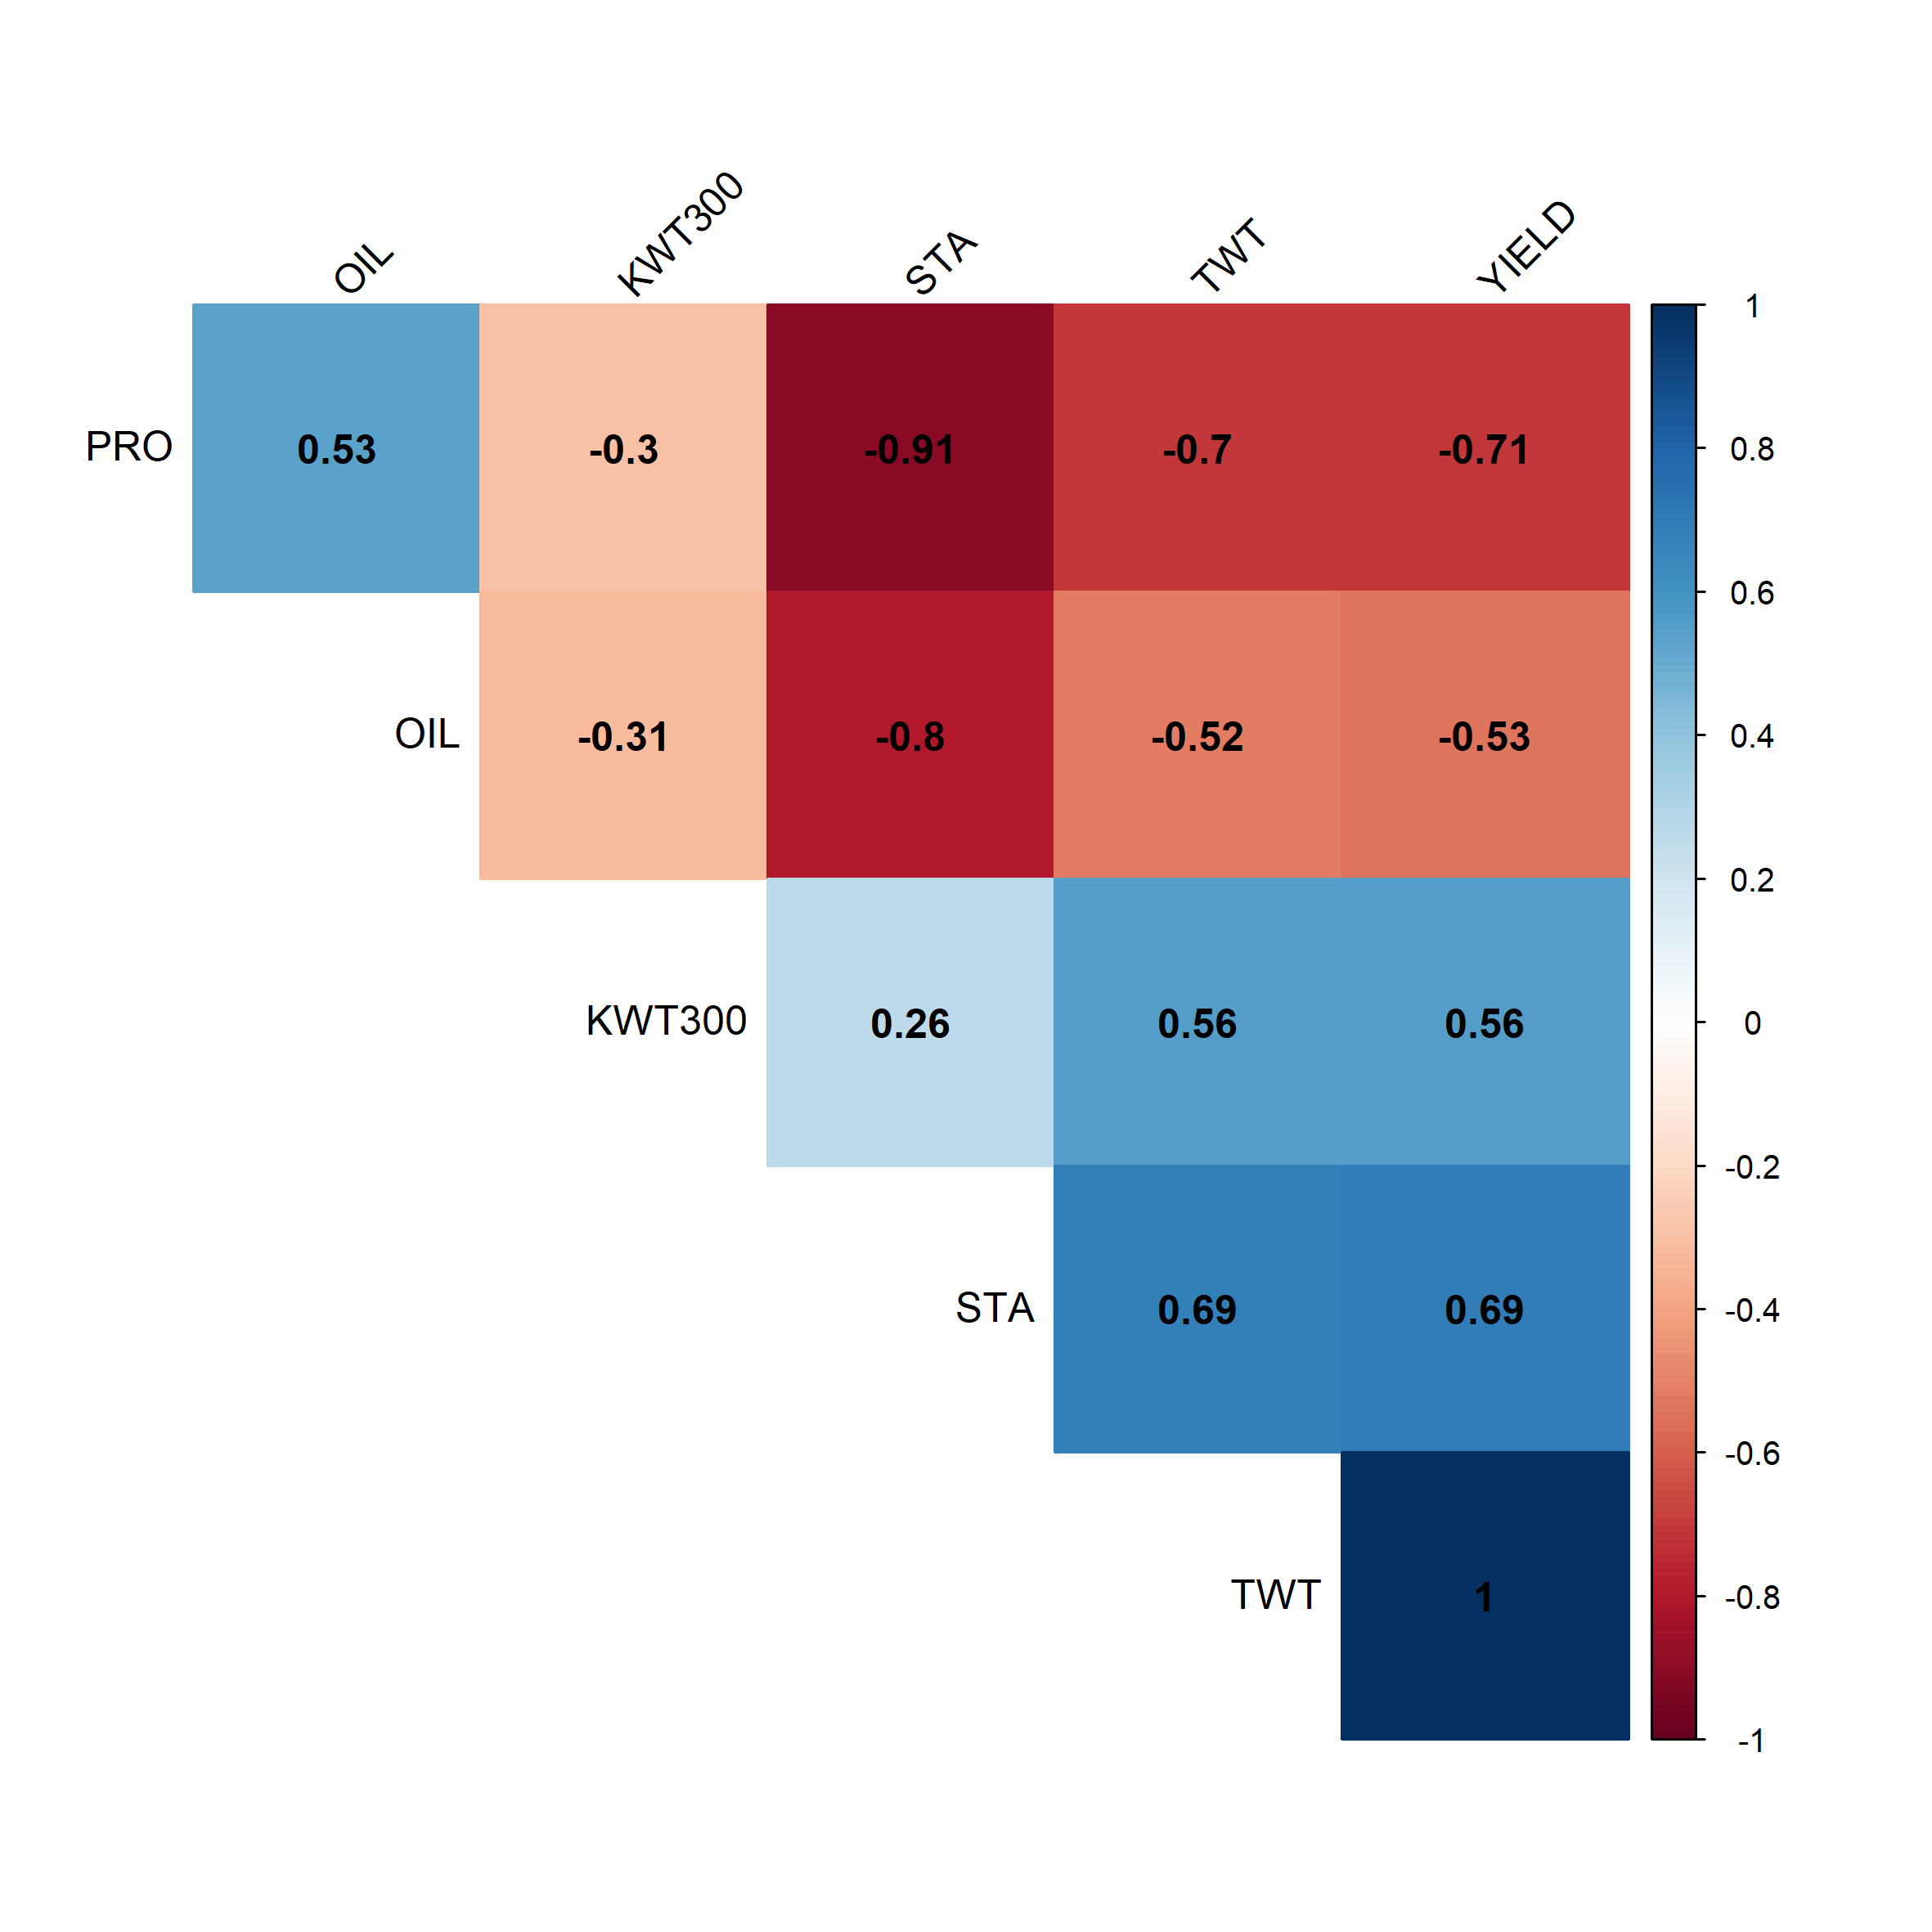 OIL KWT300 STA TWT YIELD
PRO 0.53 -0.3 -0.91 -0.7 -0.71
OIL -0.31 -0.8 -0.52 -0.53
KWT300 0.26 0.56 0.56
STA 0.69 0.69
TWT 1
1
0.8
0.6
0.4
0.2
0
-0.2
-0.4
-0.6
-0.8
-1